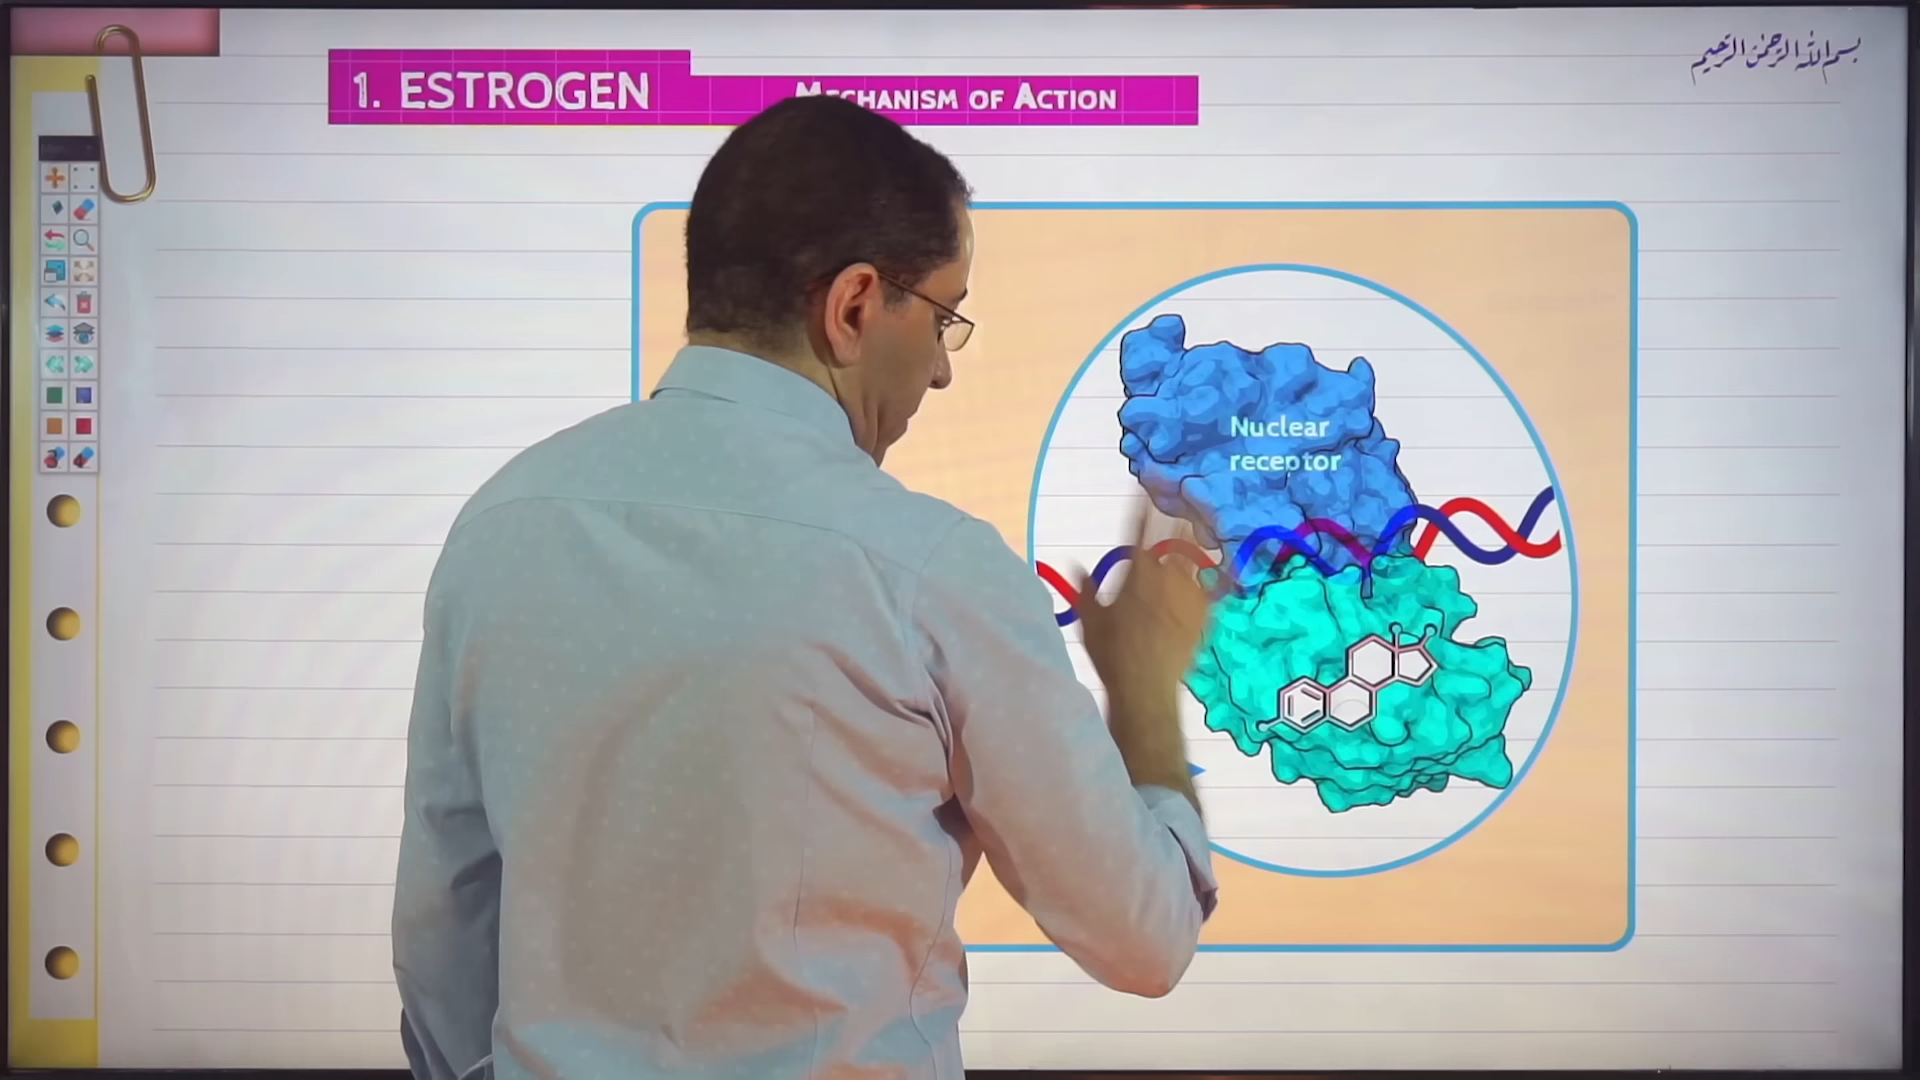 بسم الله الرحمن الرحيم
1. ESTROGEN
MECHANISM OF ACTION
Nuclear
receptor